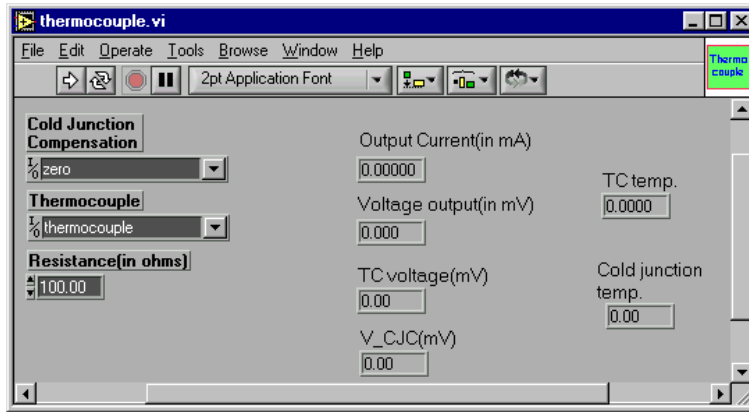 thermocouple.vi
File Edit Operate Tools Browse Window Help
2pt Application Font
Thermo
couple
Cold Junction
Compensation
I/0 zero
Thermocouple
I/0 thermocouple
Resistance(in ohms)
100.00
Output Current(in mA)
0.00000
Voltage output(in mV)
0.000
TC voltage(mV)
0.00
V_CJC(mV)
0.00
TC temp.
0.0000
Cold junction
temp.
0.00